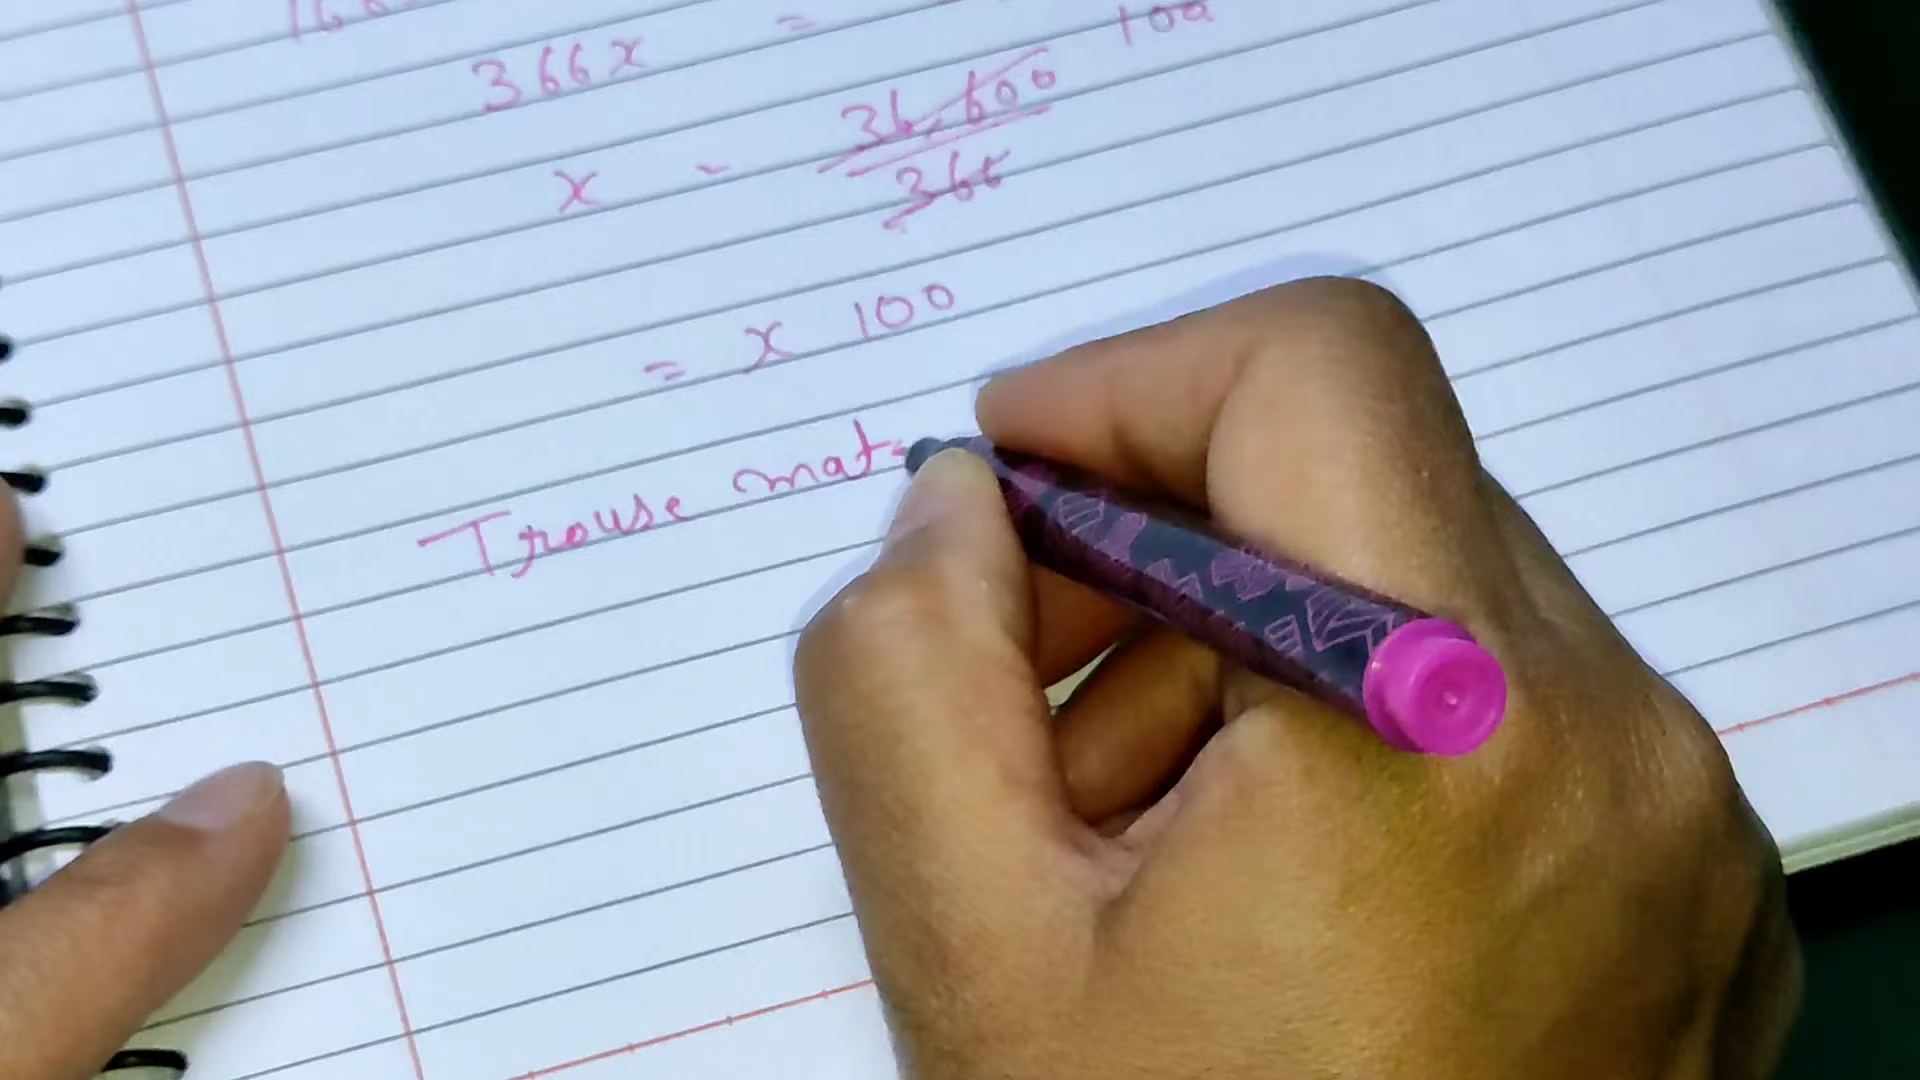 366x =
100
x = 36,600
366
= x 100
Trouse mat